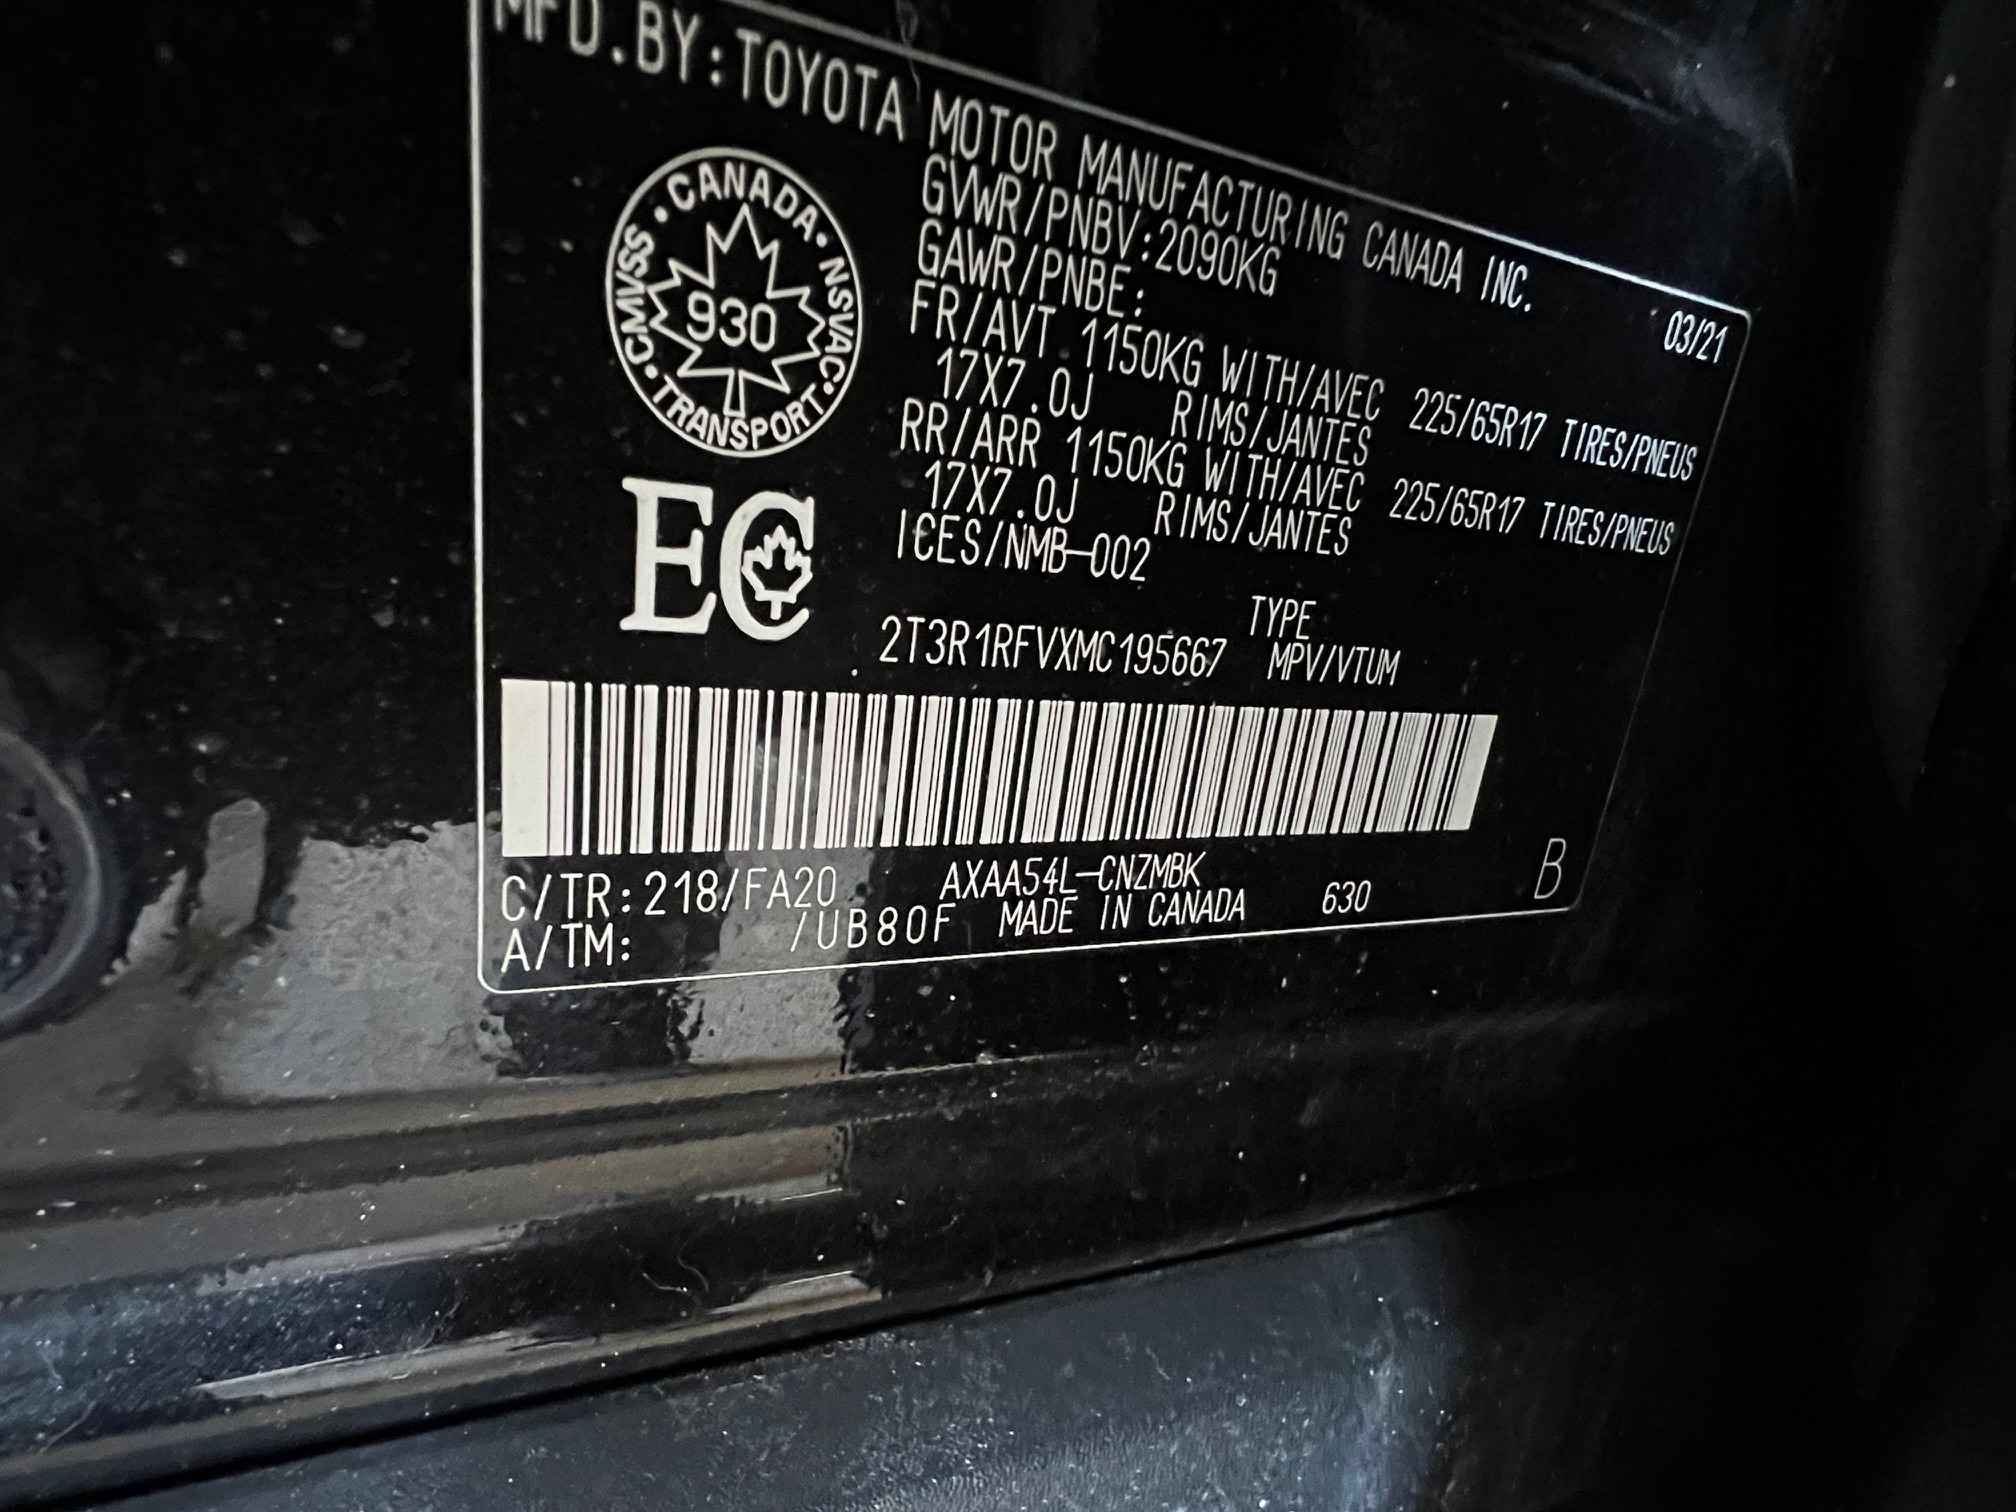 MFD.BY:TOYOTA MOTOR MANUFACTURING CANADA INC.
03/21
GVWR/PNBV:2090KG
GAWR/PNBE:
FR/AVT 1150KG WITH/AVEC 225/65R17 TIRES/PNEUS
17X7.0J RIMS/JANTES
RR/ARR 1150KG WITH/AVEC 225/65R17 TIRES/PNEUS
17X7.0J RIMS/JANTES
ICES/NMB-002
CANADA · NSVAC · TRANSPORT · CMVSS ·
930
EC
TYPE
2T3R1RFVXMC195667 MPV/VTUM
C/TR:218/FA20 AXAA54L-CNZMBK
A/TM: /UB80F MADE IN CANADA 630 B